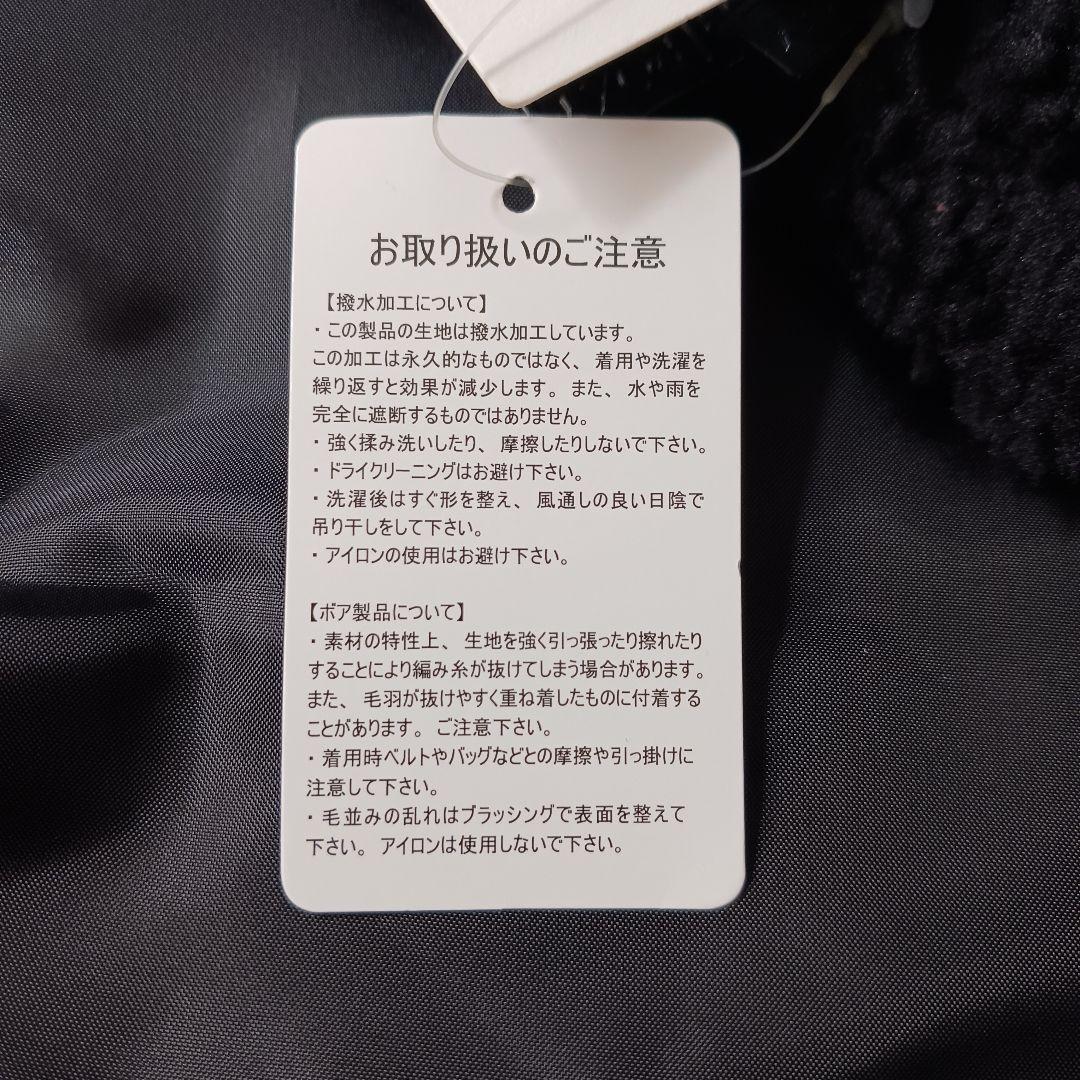 お取り扱いのご注意
【撥水加工について】
・この製品の生地は撥水加工しています。
この加工は永久的なものではなく、着用や洗濯を
繰り返すと効果が減少します。また、水や雨を
完全に遮断するものではありません。
・強く揉み洗いしたり、摩擦したりしないで下さい。
・ドライクリーニングはお避け下さい。
・洗濯後はすぐ形を整え、風通しの良い日陰で
吊り干しをして下さい。
・アイロンの使用はお避け下さい。
【ボア製品について】
・素材の特性上、生地を強く引っ張ったり擦れたり
することにより編み糸が抜けてしまう場合があります。
また、毛羽が抜けやすく重ね着したものに付着する
ことがあります。ご注意下さい。
・着用時ベルトやバッグなどとの摩擦や引っ掛けに
注意して下さい。
・毛並みの乱れはブラッシングで表面を整えて
下さい。アイロンは使用しないで下さい。